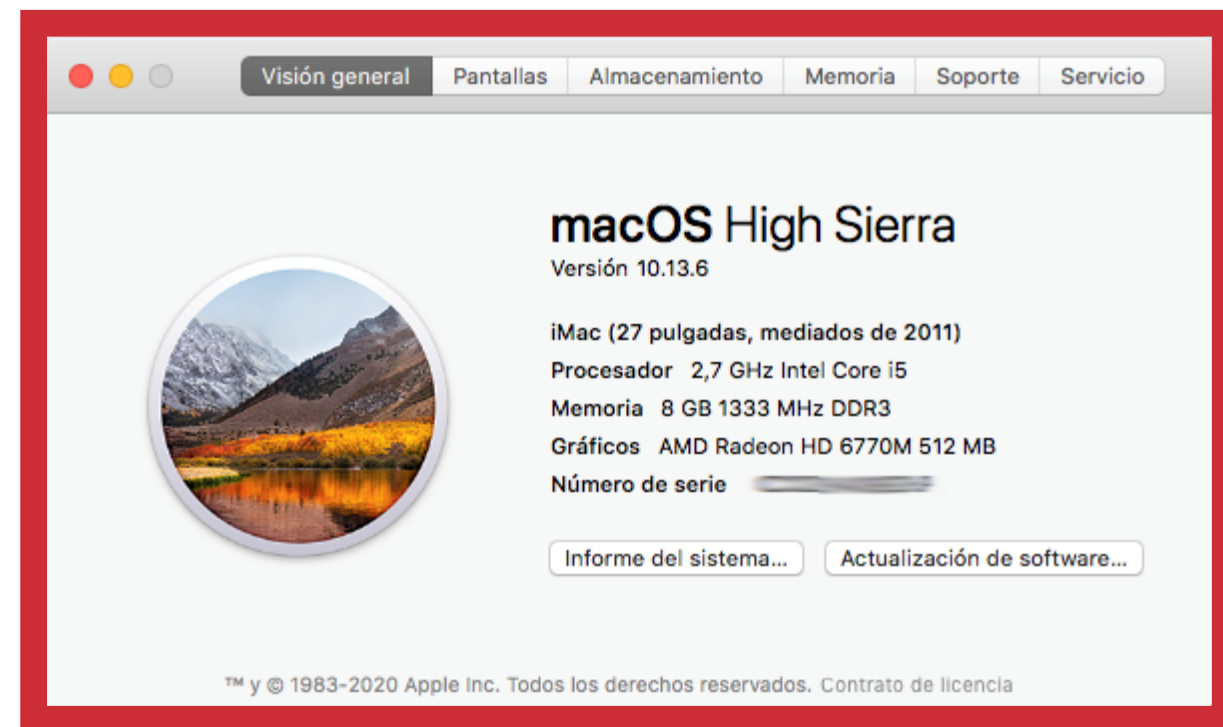 Visión general Pantallas Almacenamiento Memoria Soporte Servicio
macOS High Sierra
Versión 10.13.6
iMac (27 pulgadas, mediados de 2011)
Procesador 2,7 GHz Intel Core i5
Memoria 8 GB 1333 MHz DDR3
Gráficos AMD Radeon HD 6770M 512 MB
Número de serie
Informe del sistema... Actualización de software...
™ y © 1983-2020 Apple Inc. Todos los derechos reservados. Contrato de licencia